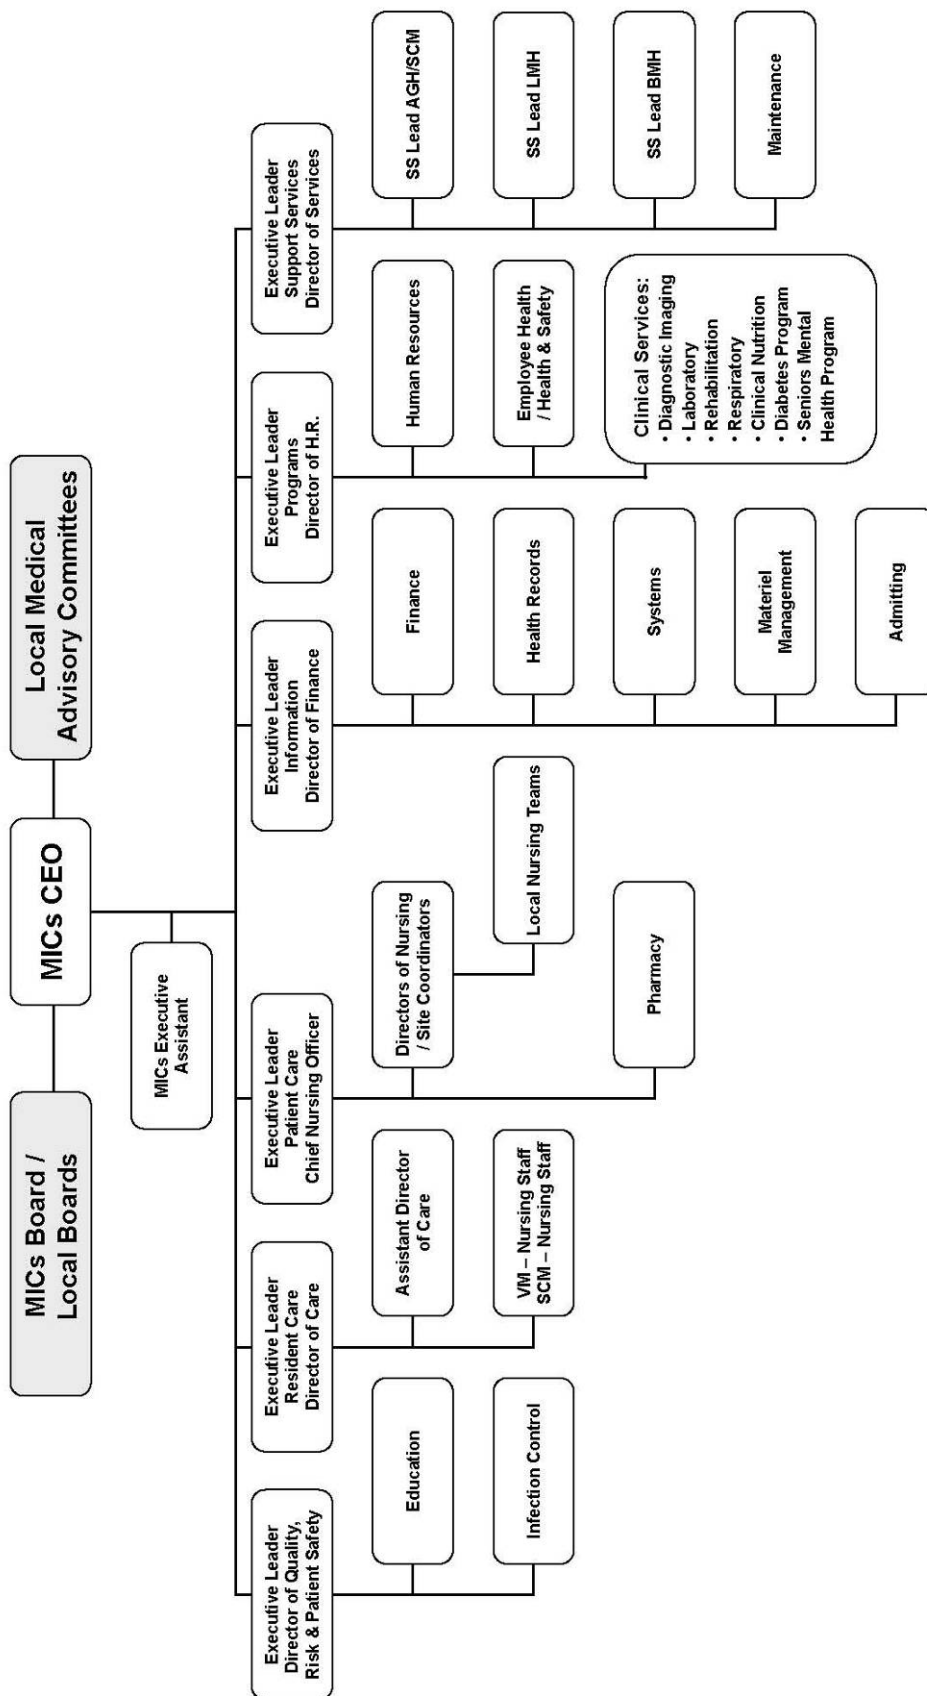 MICs Board /
Local Boards
MICs CEO
Local Medical
Advisory Committees
MICs Executive
Assistant
Executive Leader
Director of Quality,
Risk & Patient Safety
Education
Infection Control
Executive Leader
Resident Care
Director of Care
Assistant Director
of Care
VM – Nursing Staff
SCM – Nursing Staff
Executive Leader
Patient Care
Chief Nursing Officer
Directors of Nursing
/ Site Coordinators
Local Nursing Teams
Pharmacy
Executive Leader
Information
Director of Finance
Finance
Health Records
Systems
Materiel
Management
Admitting
Executive Leader
Programs
Director of H.R.
Human Resources
Employee Health
/ Health & Safety
Clinical Services:
• Diagnostic Imaging
• Laboratory
• Rehabilitation
• Respiratory
• Clinical Nutrition
• Diabetes Program
• Seniors Mental
Health Program
Executive Leader
Support Services
Director of Services
SS Lead AGH/SCM
SS Lead LMH
SS Lead BMH
Maintenance